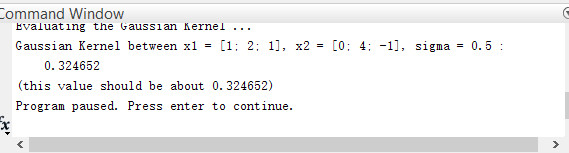 Command Window
Evaluating the Gaussian Kernel ...
Gaussian Kernel between x1 = [1; 2; 1], x2 = [0; 4; -1], sigma = 0.5 :
0.324652
(this value should be about 0.324652)
Program paused. Press enter to continue.
fx